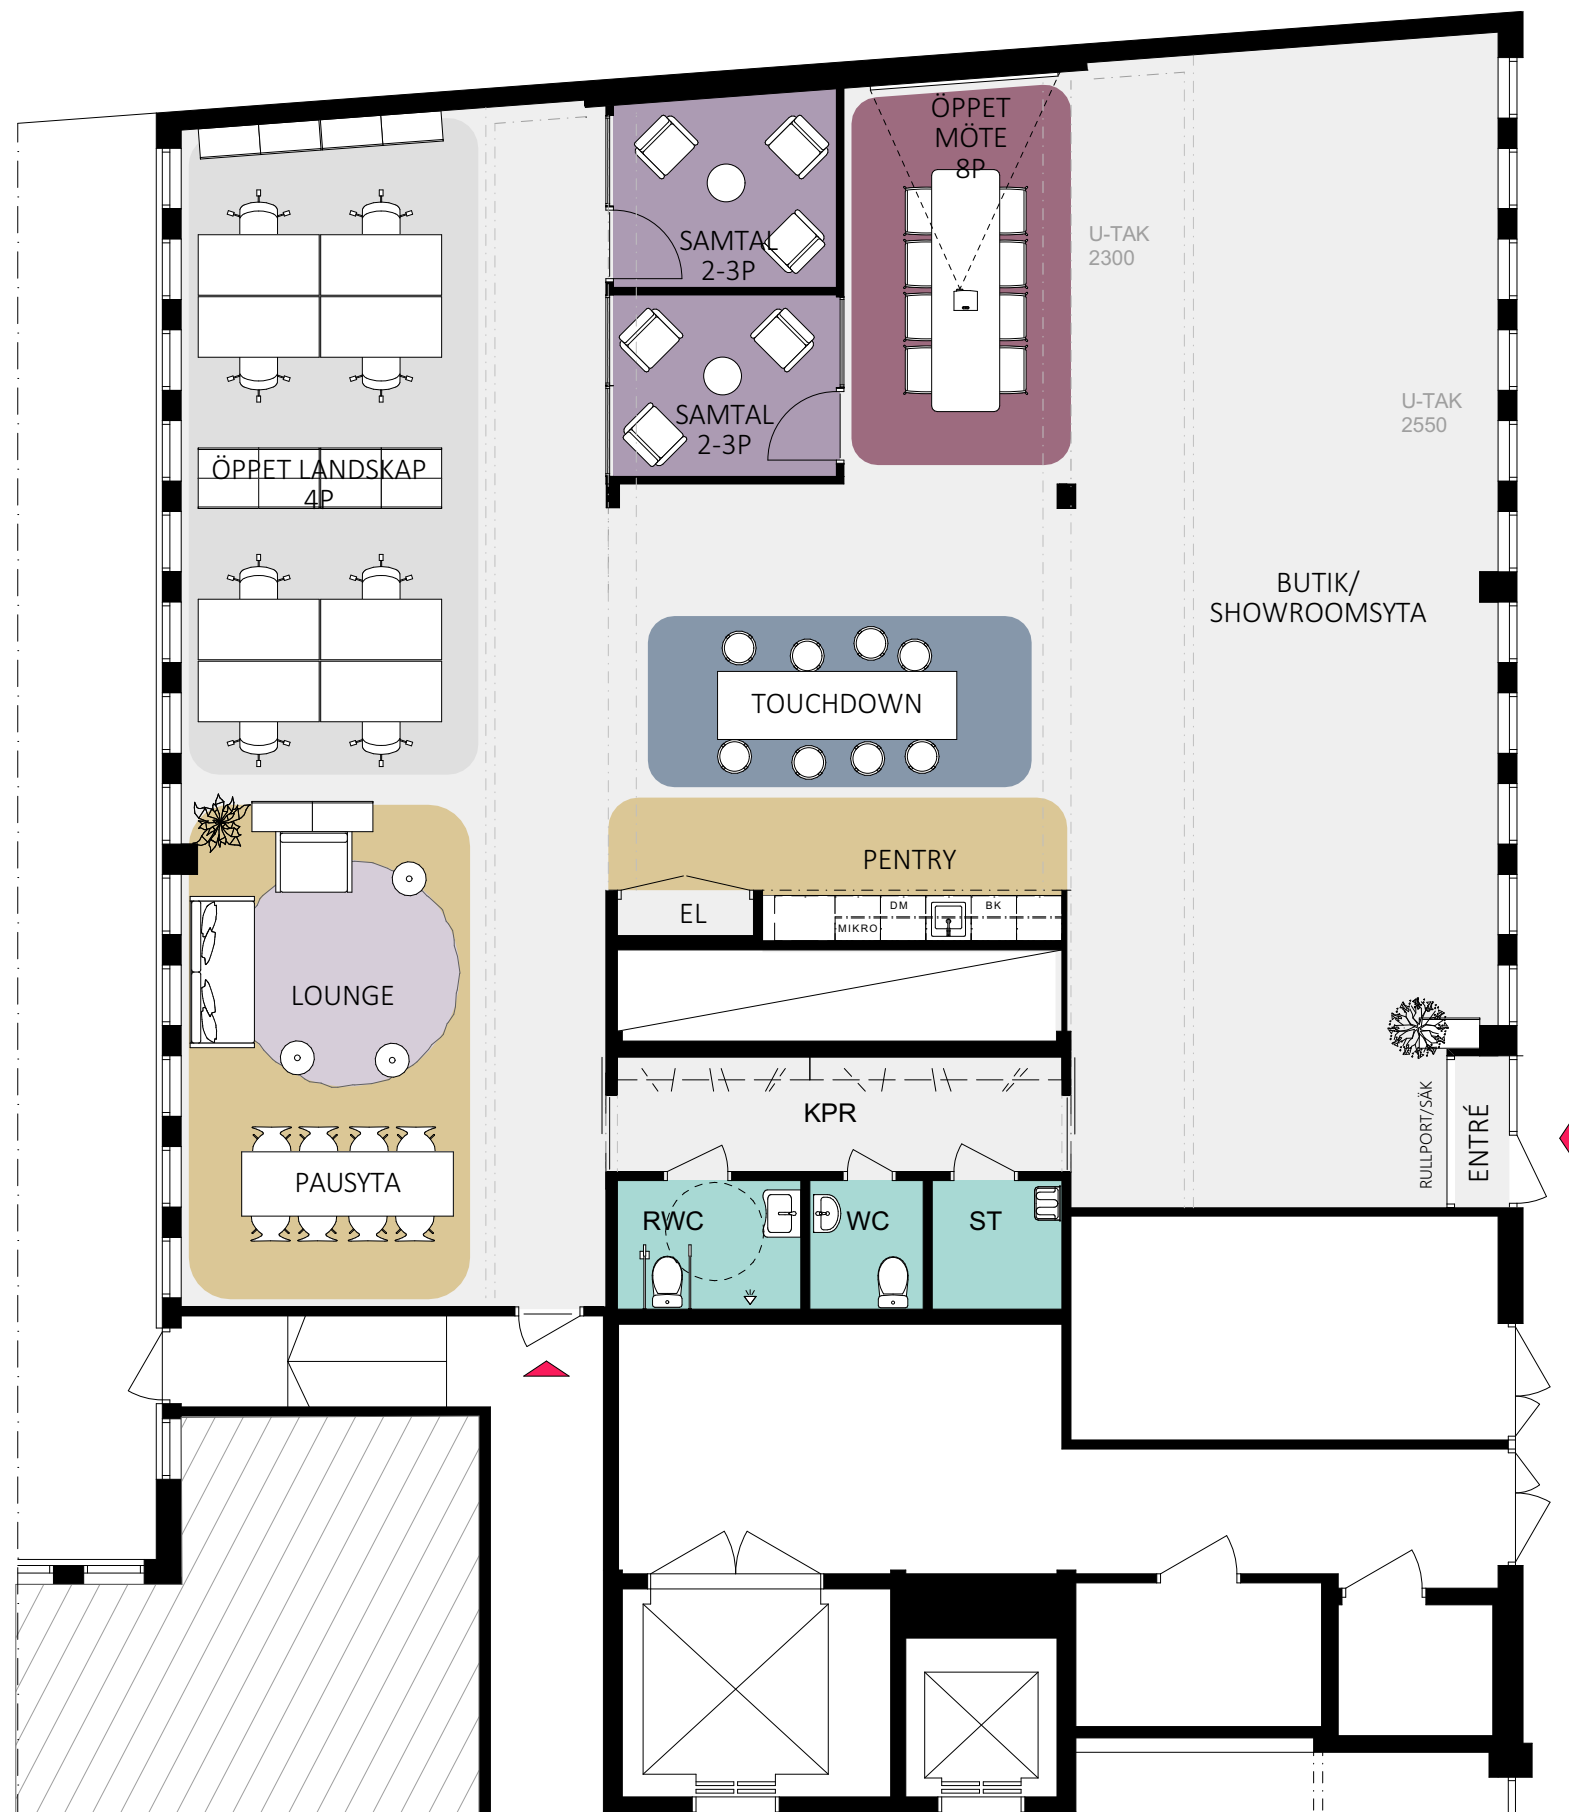 ÖPPET
MÖTE
8P
SAMTAL
2-3P
U-TAK
2300
SAMTAL
2-3P
U-TAK
2550
ÖPPET LANDSKAP
4P
BUTIK/
SHOWROOMSYTA
TOUCHDOWN
PENTRY
EL
MIKRO
DM
BK
LOUNGE
KPR
RULLPORT/SÄK
ENTRÉ
PAUSYTA
RWC
WC
ST